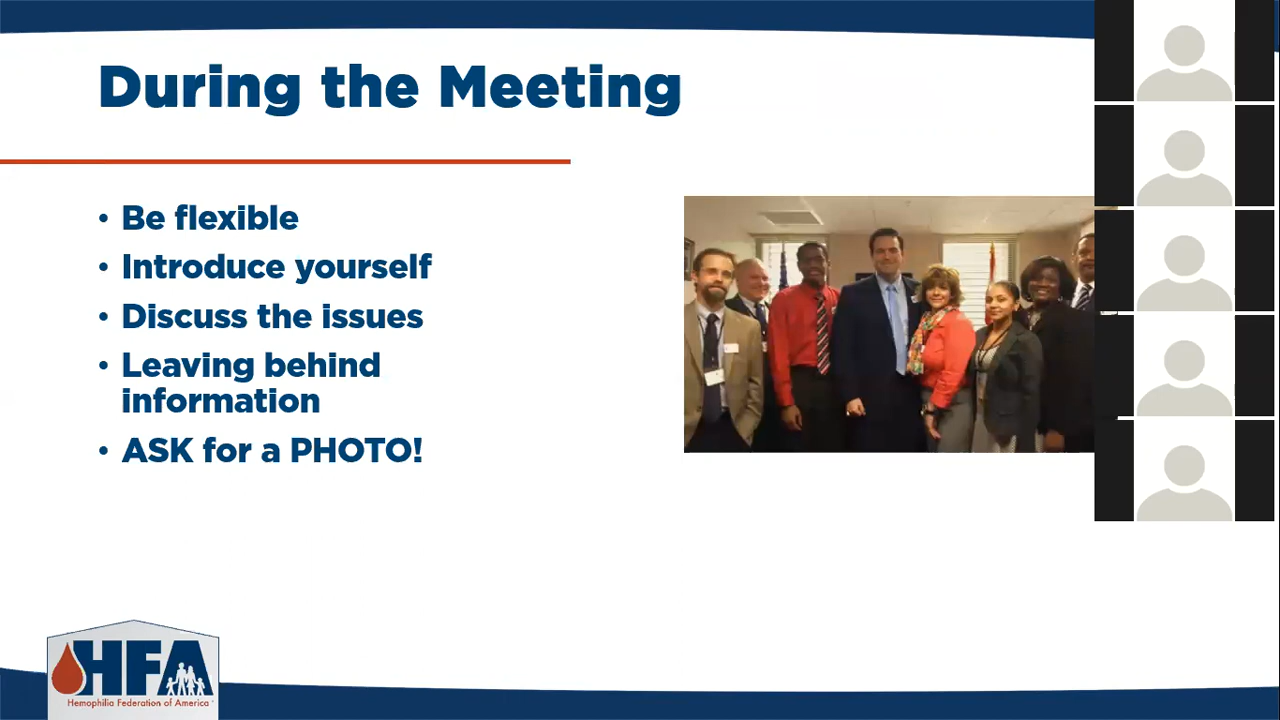 During the Meeting
• Be flexible
• Introduce yourself
• Discuss the issues
• Leaving behind
information
• ASK for a PHOTO!
HFA
Hemophilia Federation of America